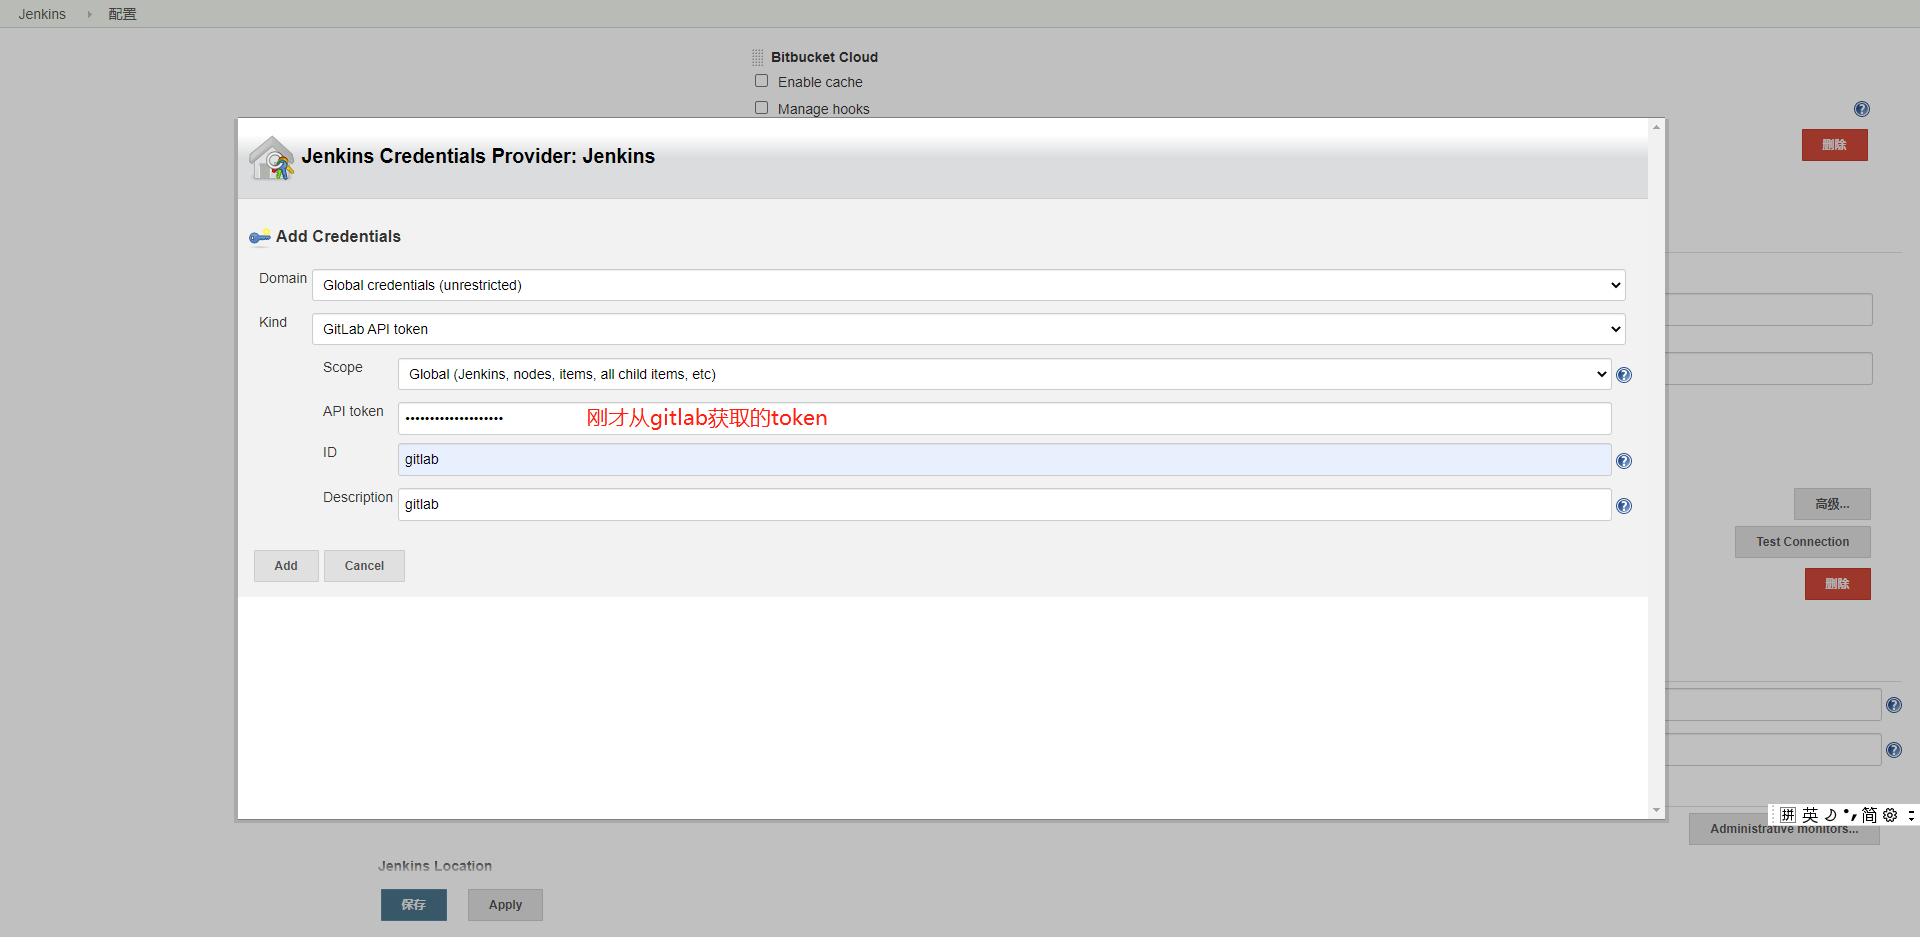 Jenkins 配置
Bitbucket Cloud
Enable cache
Manage hooks
删除
Jenkins Credentials Provider: Jenkins
Add Credentials
Domain Global credentials (unrestricted)
Kind GitLab API token
Scope Global (Jenkins, nodes, items, all child items, etc)
API token •••••••••••••••••••• 刚才从gitlab获取的token
ID gitlab
Description gitlab
高级...
Test Connection
Add Cancel
删除
拼 英 简
Administrative monitors...
Jenkins Location
保存 Apply